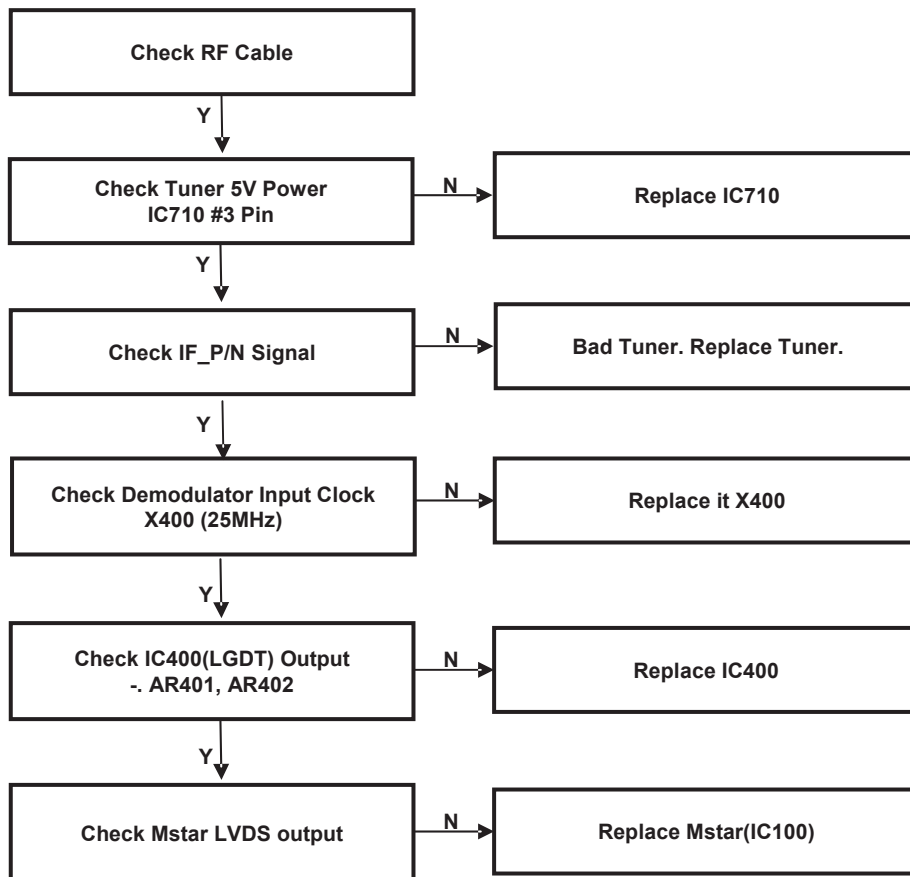 Check RF Cable
Y
Check Tuner 5V Power
IC710 #3 Pin
N
Replace IC710
Y
Check IF_P/N Signal
N
Bad Tuner. Replace Tuner.
Y
Check Demodulator Input Clock
X400 (25MHz)
N
Replace it X400
Y
Check IC400(LGDT) Output
-. AR401, AR402
N
Replace IC400
Y
Check Mstar LVDS output
N
Replace Mstar(IC100)